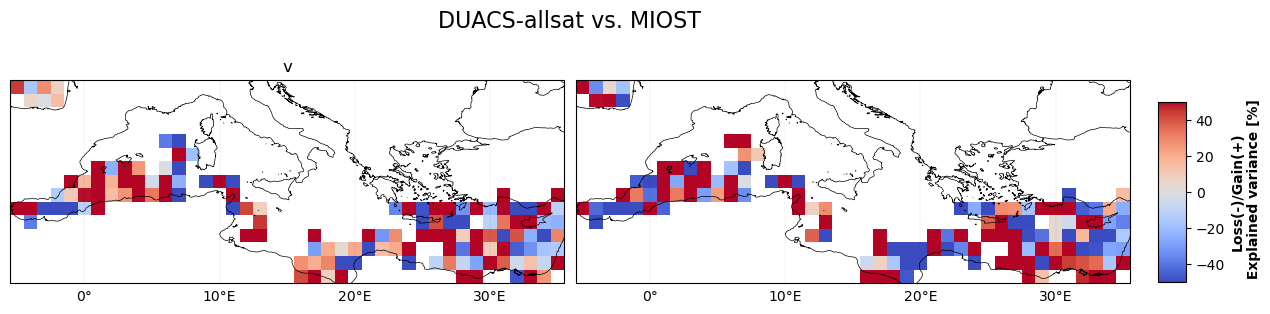 DUACS-allsat vs. MIOST
v
0°
10°E
20°E
30°E
0°
10°E
20°E
30°E
40
20
0
−20
−40
Loss(-)/Gain(+)
Explained variance [%]